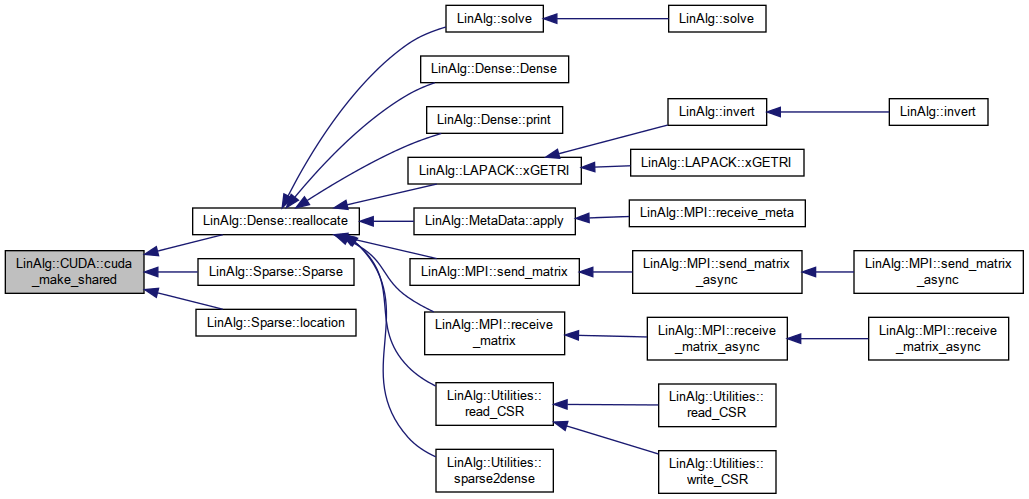 LinAlg::solve
LinAlg::solve
LinAlg::Dense::Dense
LinAlg::invert
LinAlg::invert
LinAlg::Dense::print
LinAlg::LAPACK::xGETRI
LinAlg::LAPACK::xGETRI
LinAlg::Dense::reallocate
LinAlg::MetaData::apply
LinAlg::MPI::receive_meta
LinAlg::CUDA::cuda
_make_shared
LinAlg::Sparse::Sparse
LinAlg::MPI::send_matrix
LinAlg::MPI::send_matrix
_async
LinAlg::MPI::send_matrix
_async
LinAlg::Sparse::location
LinAlg::MPI::receive
_matrix
LinAlg::MPI::receive
_matrix_async
LinAlg::MPI::receive
_matrix_async
LinAlg::Utilities::
read_CSR
LinAlg::Utilities::
read_CSR
LinAlg::Utilities::
sparse2dense
LinAlg::Utilities::
write_CSR